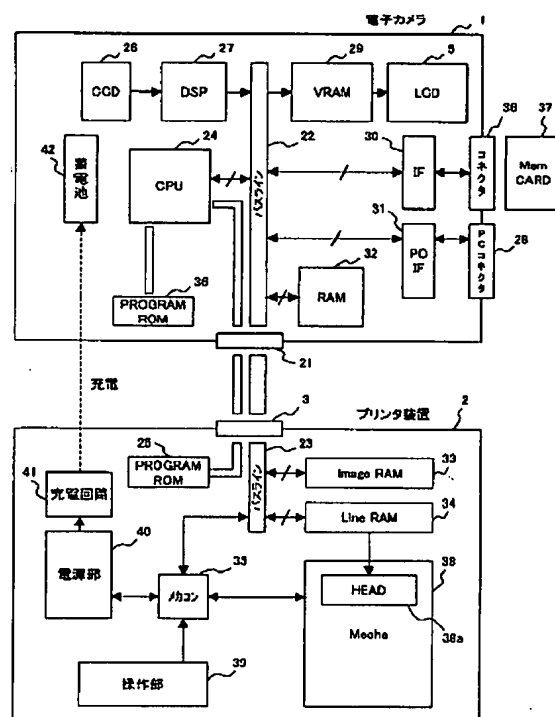 電子カメラ
1
26
27
29
5
CCD
DSP
VRAM
LCD
36
37
24
22
30
42
蓄電池
CPU
バスライン
IF
コネクタ
Mem
CARD
31
PC
IF
PCコネクタ
28
36
32
PROGRAM
ROM
RAM
21
充電
3
プリンタ装置
2
25
23
33
PROGRAM
ROM
バスライン
Image RAM
41
充電回路
34
Line RAM
40
35
38
電源部
メカコン
HEAD
Mecha
38a
39
操作部